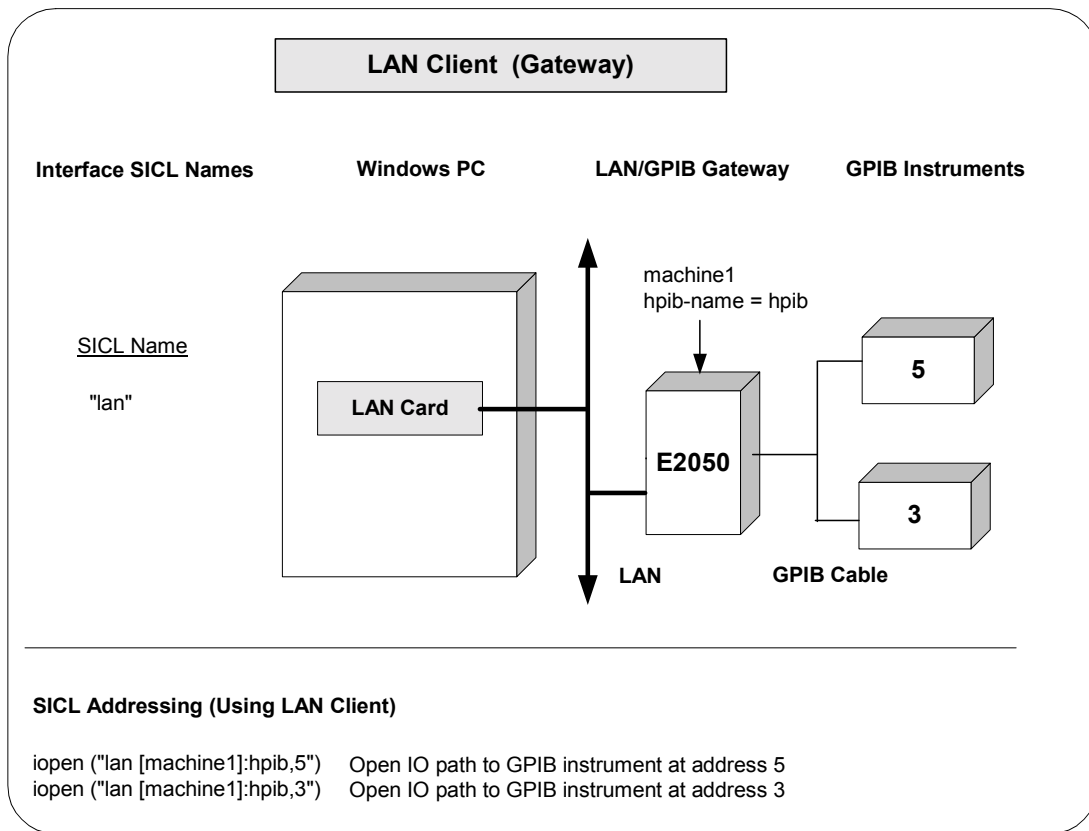 LAN Client (Gateway)
Interface SICL Names
Windows PC
LAN/GPIB Gateway
GPIB Instruments
machine1
hpib-name = hpib
SICL Name
"lan"
LAN Card
E2050
5
3
LAN
GPIB Cable
SICL Addressing (Using LAN Client)
iopen ("lan [machine1]:hpib,5") Open IO path to GPIB instrument at address 5
iopen ("lan [machine1]:hpib,3") Open IO path to GPIB instrument at address 3